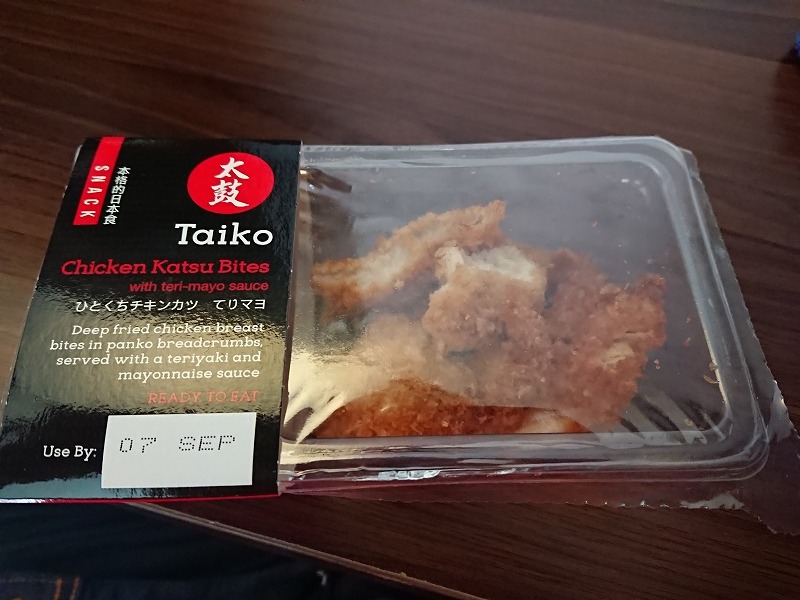 SNACK
本格的日本食
太鼓
Taiko
Chicken Katsu Bites
with teri-mayo sauce
ひとくちチキンカツ てりマヨ
Deep fried chicken breast
bites in panko breadcrumbs,
served with a teriyaki and
mayonnaise sauce
READY TO EAT
Use By: 07 SEP